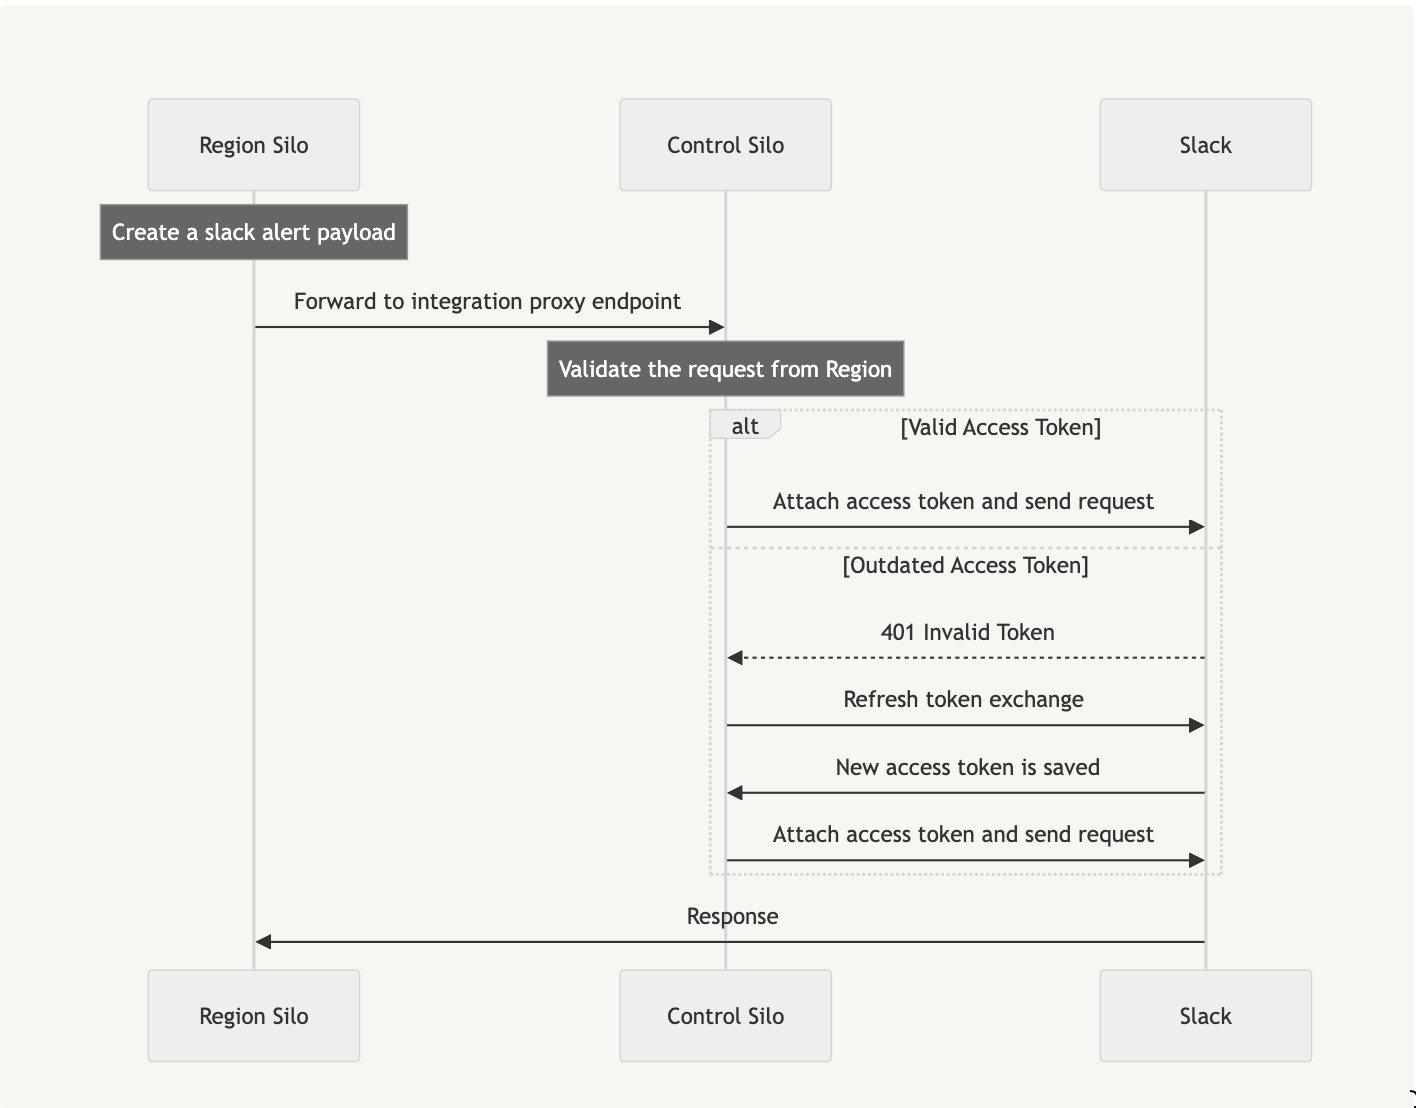 Region Silo
Control Silo
Slack
Create a slack alert payload
Forward to integration proxy endpoint
Validate the request from Region
alt
[Valid Access Token]
Attach access token and send request
[Outdated Access Token]
401 Invalid Token
Refresh token exchange
New access token is saved
Attach access token and send request
Response
Region Silo
Control Silo
Slack